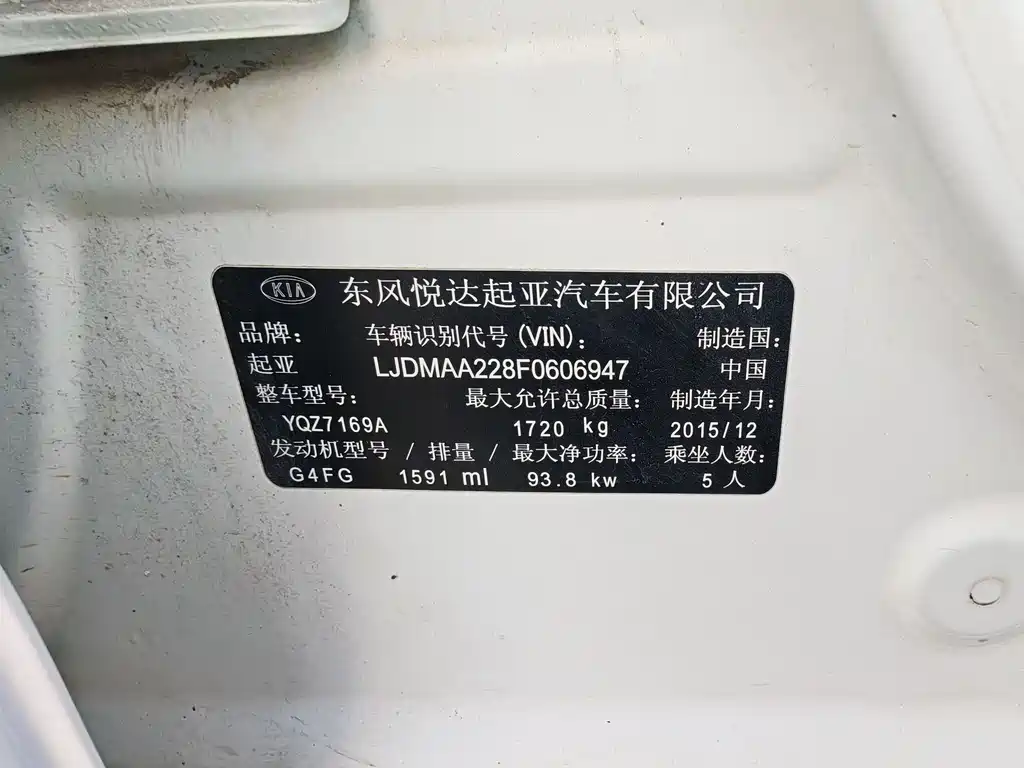 KIA 东风悦达起亚汽车有限公司
品牌: 车辆识别代号(VIN): 制造国:
起亚 LJDMAA228F0606947 中国
整车型号: 最大允许总质量: 制造年月:
YQZ7169A 1720 kg 2015/12
发动机型号 / 排量 / 最大净功率: 乘坐人数:
G4FG 1591 ml 93.8 kw 5 人